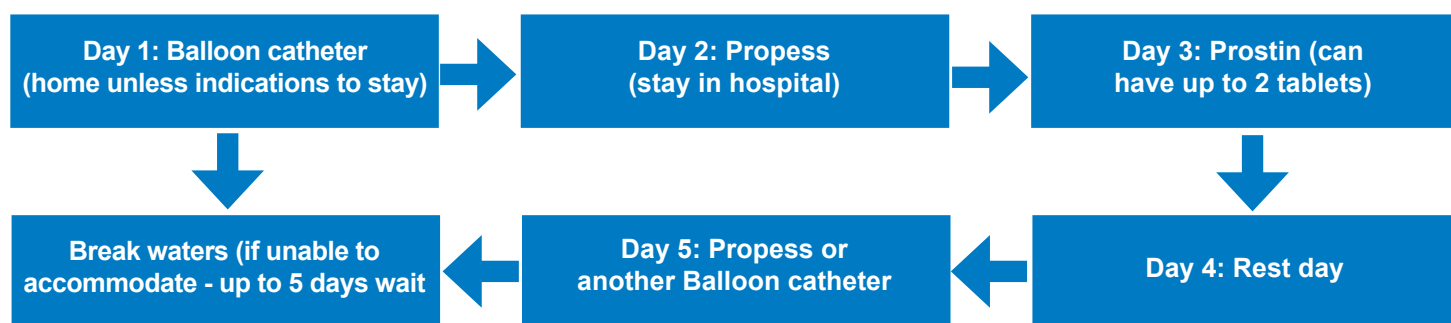 Day 1: Balloon catheter
(home unless indications to stay)
Day 2: Propess
(stay in hospital)
Day 3: Prostin (can
have up to 2 tablets)
Day 4: Rest day
Day 5: Propess or
another Balloon catheter
Break waters (if unable to
accommodate - up to 5 days wait